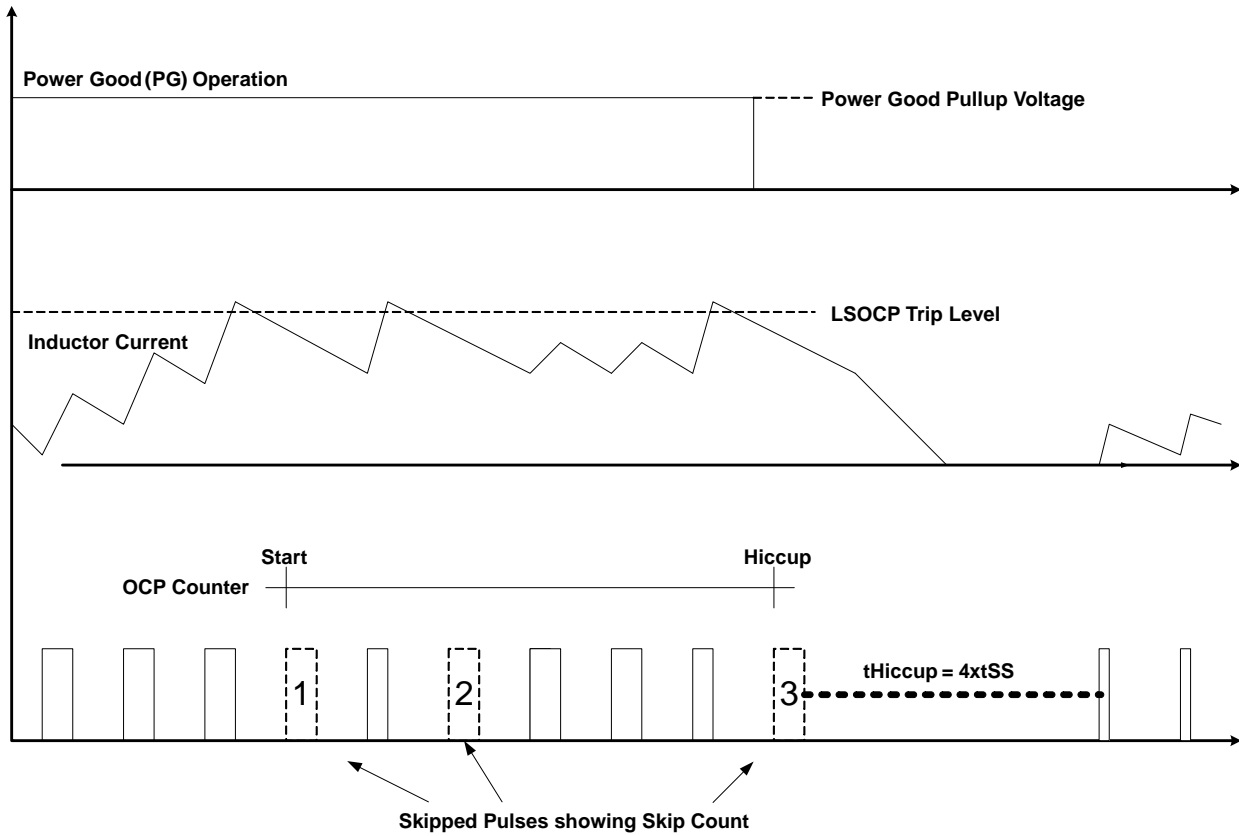 Power Good (PG) Operation
Power Good Pullup Voltage
LSOCP Trip Level
Inductor Current
Start
Hiccup
OCP Counter
tHiccup = 4xtSS
1
2
3
Skipped Pulses showing Skip Count